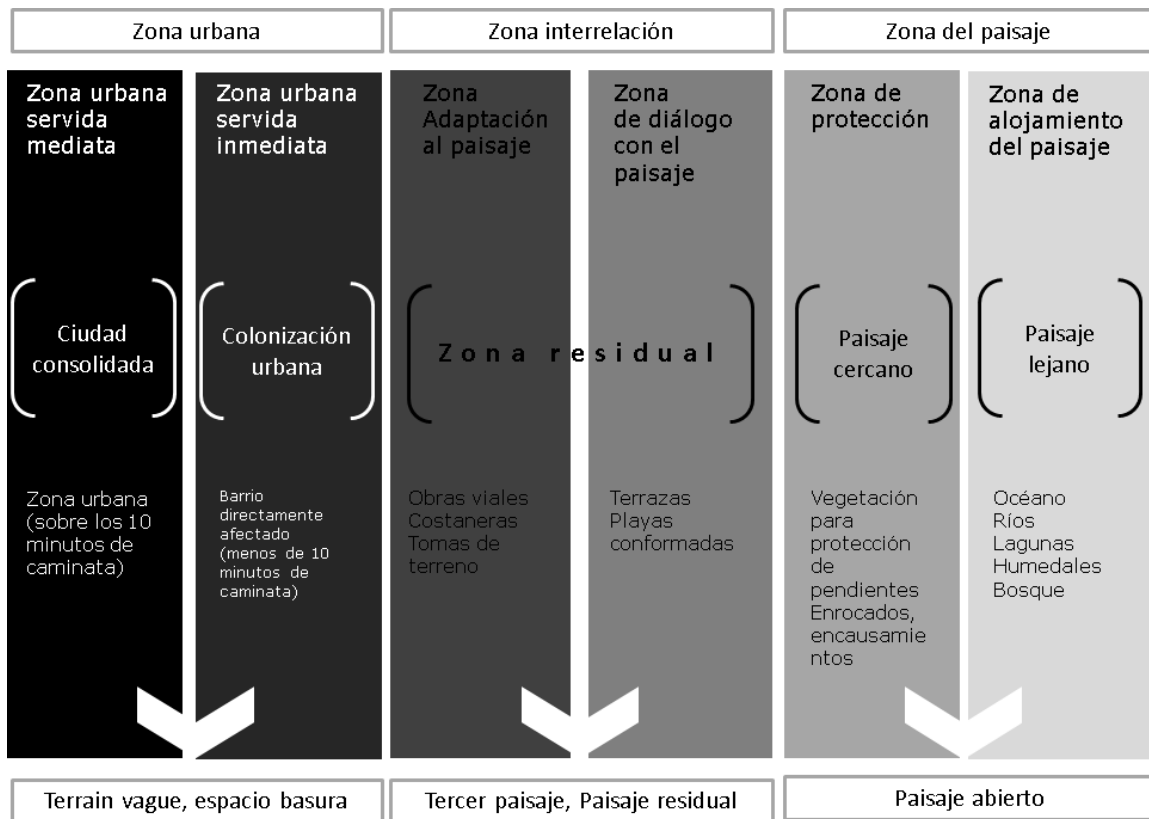 Zona urbana
Zona interrelación
Zona del paisaje
Zona urbana
servida
mediata
Zona urbana
servida
inmediata
Zona
Adaptación
al paisaje
Zona
de diálogo
con el
paisaje
Zona de
protección
Zona de
alojamiento
del paisaje
Ciudad
consolidada
Colonización
urbana
Zona residual
Paisaje
cercano
Paisaje
lejano
Zona urbana
(sobre los 10
minutos de
caminata)
Barrio
directamente
afectado
(menos de 10
minutos de
caminata)
Obras viales
Costaneras
Tomas de
terreno
Terrazas
Playas
conformadas
Vegetación
para
protección
de
pendientes
Enrocados,
encausamie
ntos
Océano
Ríos
Lagunas
Humedales
Bosque
Terrain vague, espacio basura
Tercer paisaje, Paisaje residual
Paisaje abierto